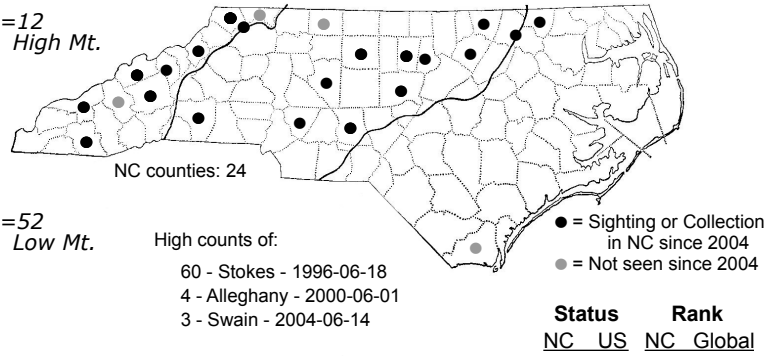 =12
High Mt.
NC counties: 24
=52
Low Mt.
High counts of:
60 - Stokes - 1996-06-18
4 - Alleghany - 2000-06-01
3 - Swain - 2004-06-14
● = Sighting or Collection
in NC since 2004
● = Not seen since 2004
Status Rank
NC US NC Global